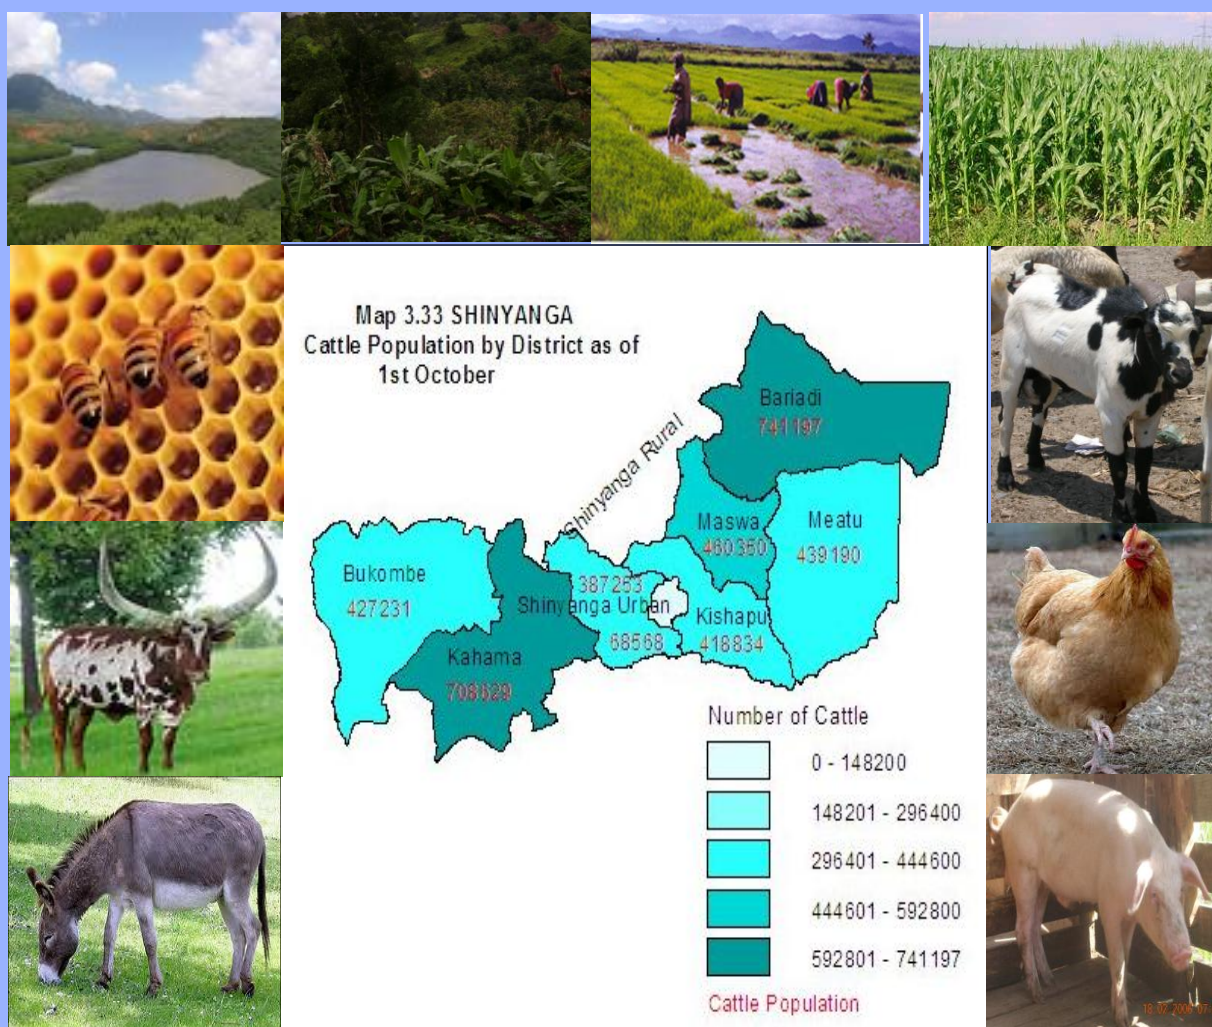 Map 3.33 SHINYANGA
Cattle Population by District as of
1st October
Bariadi
741197
Shinyanga Rural
Maswa
460350
Meatu
439190
Bukombe
427231
387253
Shinyanga Urban
68568
Kishapu
418834
Kahama
708629
Number of Cattle
0 - 148200
148201 - 296400
296401 - 444600
444601 - 592800
592801 - 741197
Cattle Population